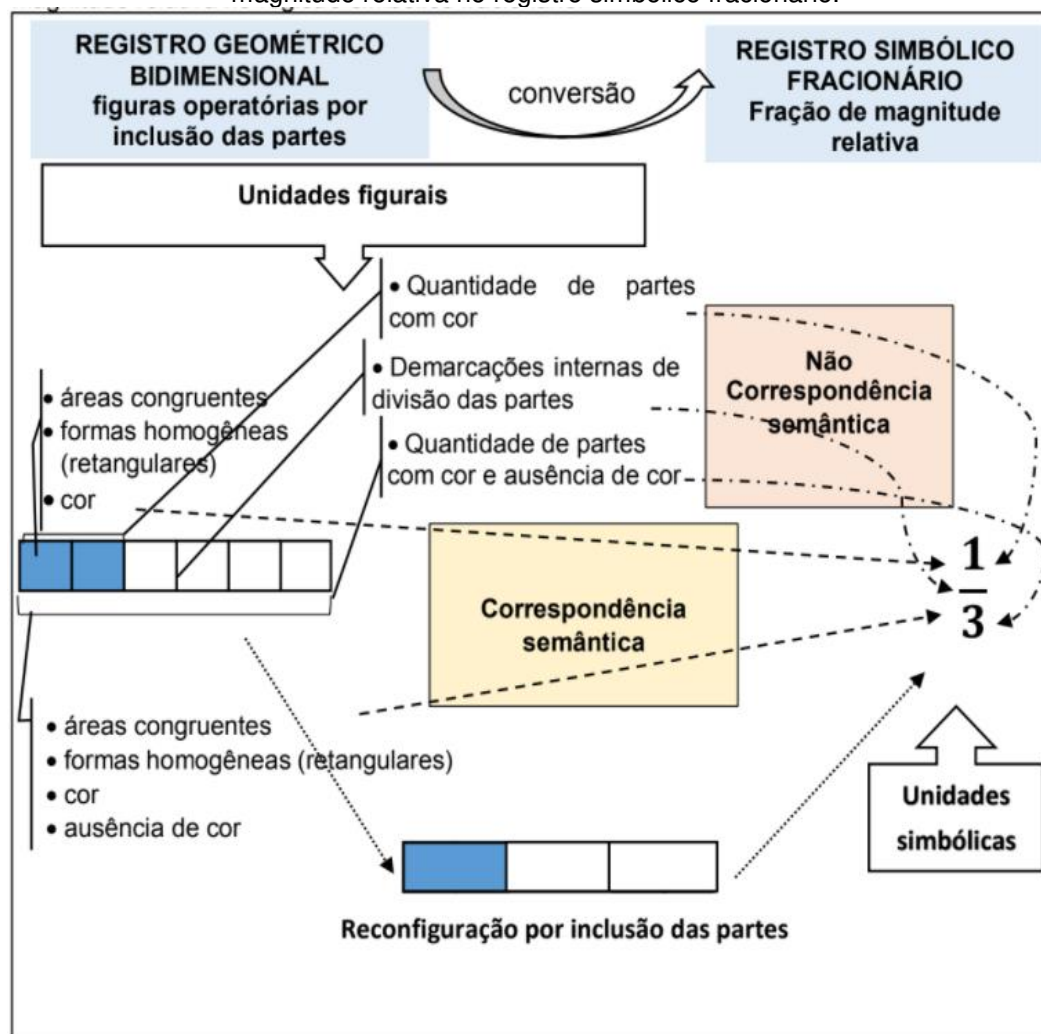 magnitude relativa no registro simbólico fracionário.
REGISTRO GEOMÉTRICO
BIDIMENSIONAL
figuras operatórias por
inclusão das partes
conversão
REGISTRO SIMBÓLICO
FRACIONÁRIO
Fração de magnitude
relativa
Unidades figurais
• Quantidade de partes
com cor
• Demarcações internas de
divisão das partes
• Quantidade de partes
com cor e ausência de cor
Não
Correspondência
semântica
• áreas congruentes
• formas homogêneas
(retangulares)
• cor
Correspondência
semântica
1
3
• áreas congruentes
• formas homogêneas (retangulares)
• cor
• ausência de cor
Unidades
simbólicas
Reconfiguração por inclusão das partes